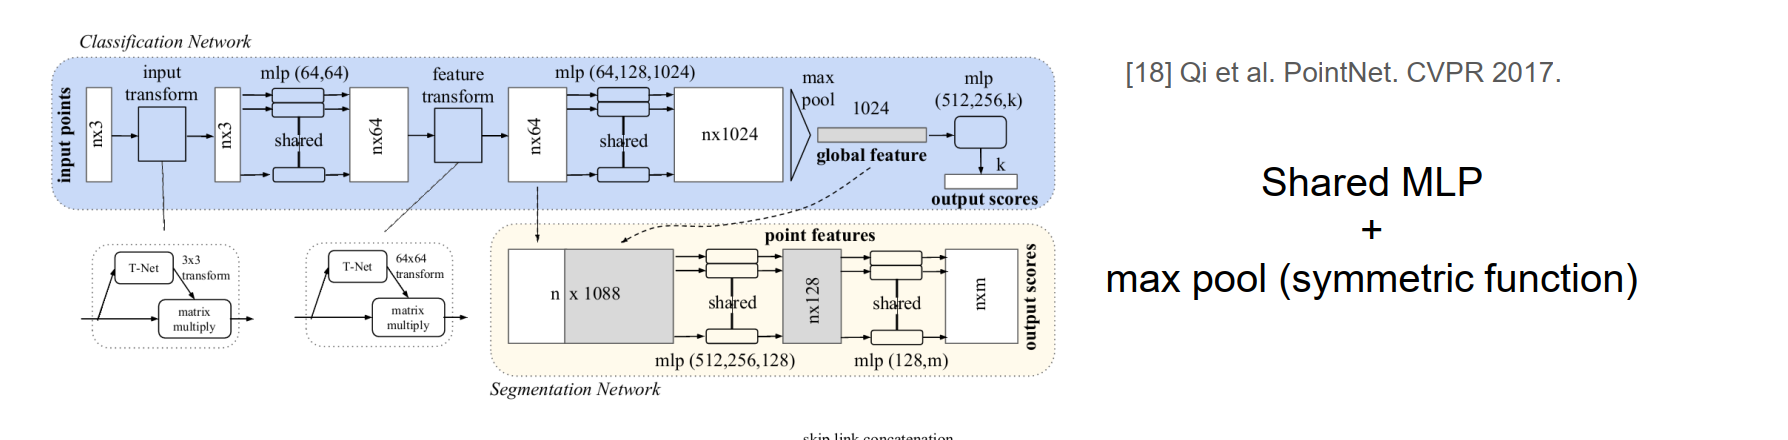 Classification Network
input points
nx3
input
transform
nx3
mlp (64,64)
shared
nx64
feature
transform
nx64
mlp (64,128,1024)
shared
nx1024
max
pool
1024
global feature
mlp
(512,256,k)
k
output scores
T-Net
3x3
transform
matrix
multiply
T-Net
64x64
transform
matrix
multiply
point features
n x 1088
shared
mlp (512,256,128)
nx128
shared
mlp (128,m)
nxm
output scores
Segmentation Network
skip link concatenation
[18] Qi et al. PointNet. CVPR 2017.
Shared MLP
+
max pool (symmetric function)